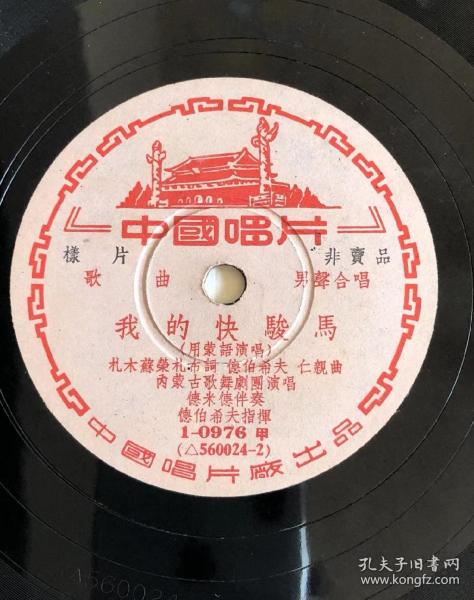 中國唱片
樣片 非賣品
歌曲 男聲合唱
我的快駿馬
(用蒙語演唱)
札木蘇榮札布詞 德伯希夫 仁親曲
內蒙古歌舞劇團演唱
德米德伴奏
德伯希夫指揮
1-0976 甲
(△560024-2)
中國唱片厰出品
孔夫子旧书网
kongfz.com